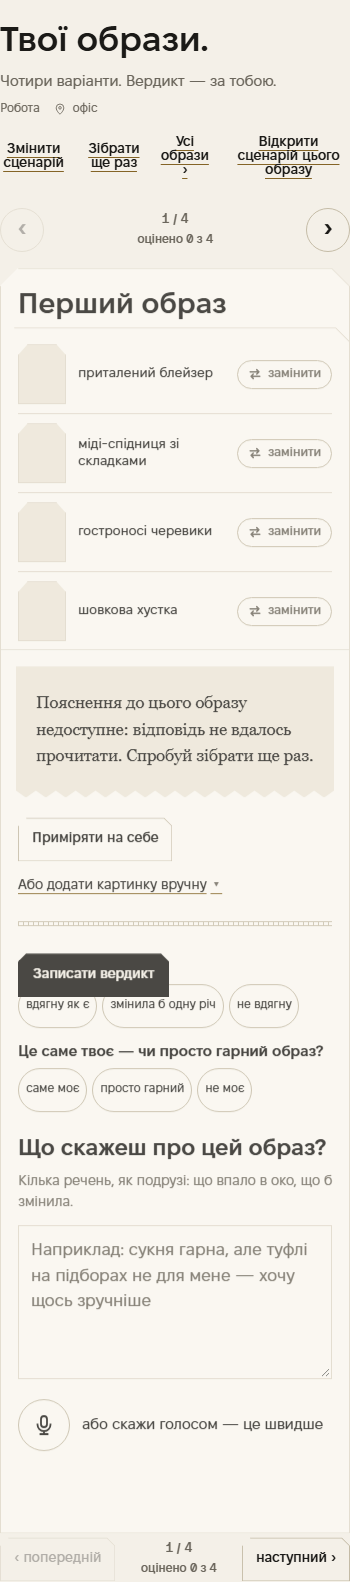 Твої образи.
Чотири варіанти. Вердикт — за тобою.
Робота офіс
Змінити
сценарій
Зібрати
ще раз
Усі
образи
›
Відкрити
сценарій цього
образу
‹
1 / 4
оцінено 0 з 4
›
Перший образ
приталений блейзер
замінити
міді-спідниця зі
складками
замінити
гостроносі черевики
замінити
шовкова хустка
замінити
Пояснення до цього образу
недоступне: відповідь не вдалось
прочитати. Спробуй зібрати ще раз.
Приміряти на себе
Або додати картинку вручну
Записати вердикт
вдягну як є змінила б одну річ не вдягну
Це саме твоє — чи просто гарний образ?
саме моє просто гарний не моє
Що скажеш про цей образ?
Кілька речень, як подрузі: що впало в око, що б
змінила.
Наприклад: сукня гарна, але туфлі
на підборах не для мене — хочу
щось зручніше
або скажи голосом — це швидше
‹ попередній
1 / 4
оцінено 0 з 4
наступний ›